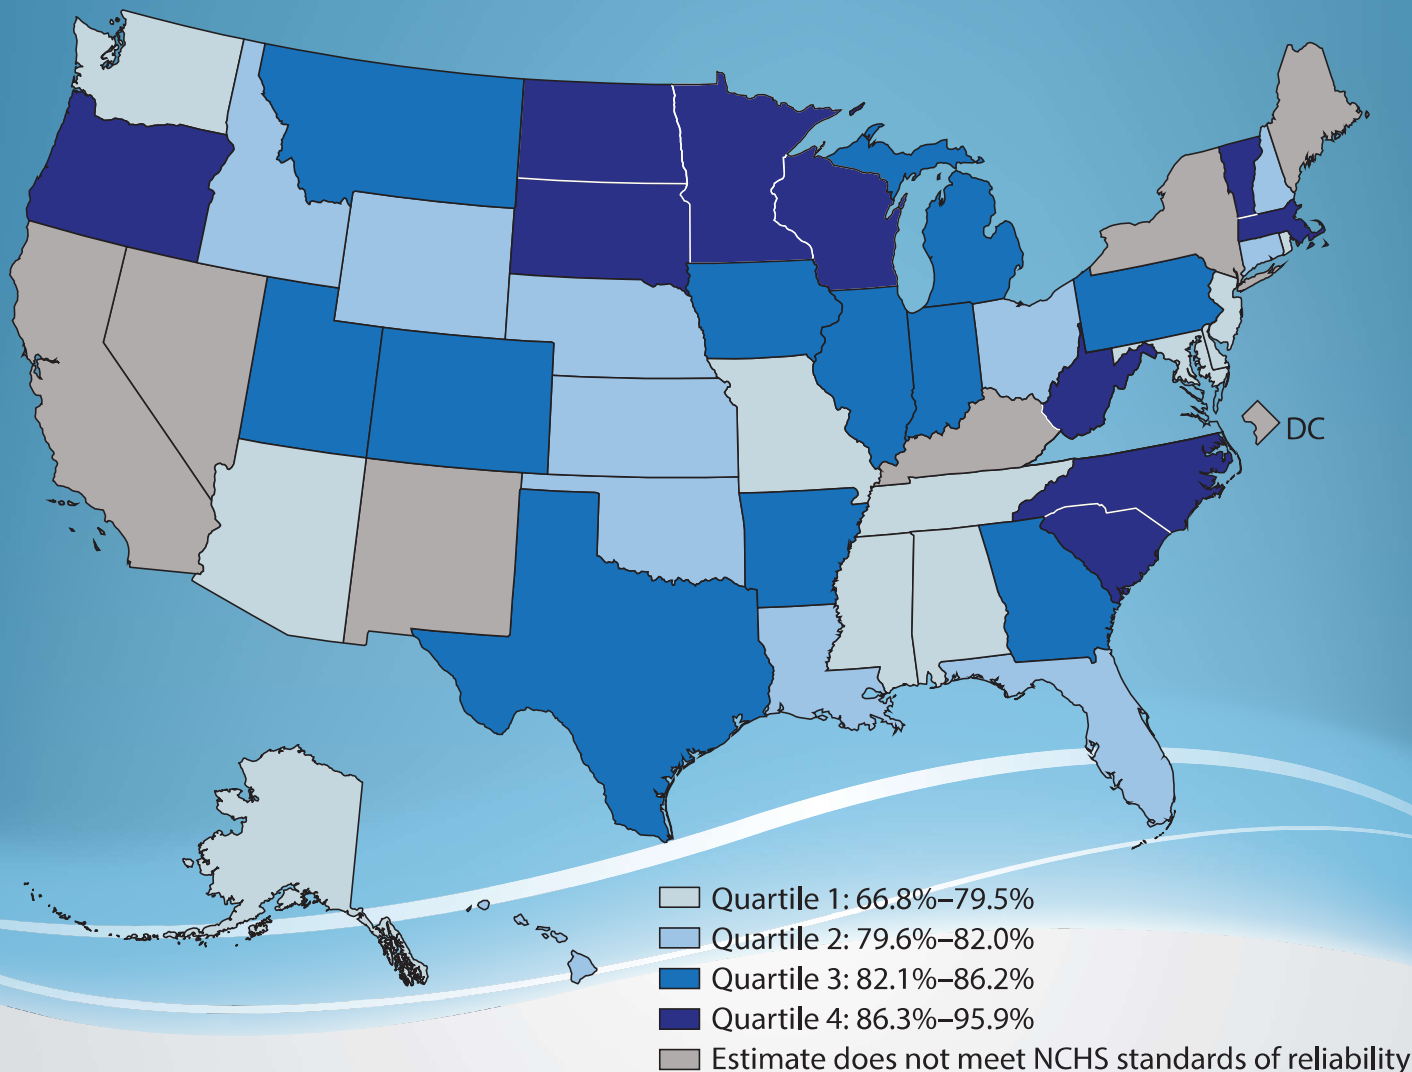 DC
Quartile 1: 66.8%–79.5%
Quartile 2: 79.6%–82.0%
Quartile 3: 82.1%–86.2%
Quartile 4: 86.3%–95.9%
Estimate does not meet NCHS standards of reliability